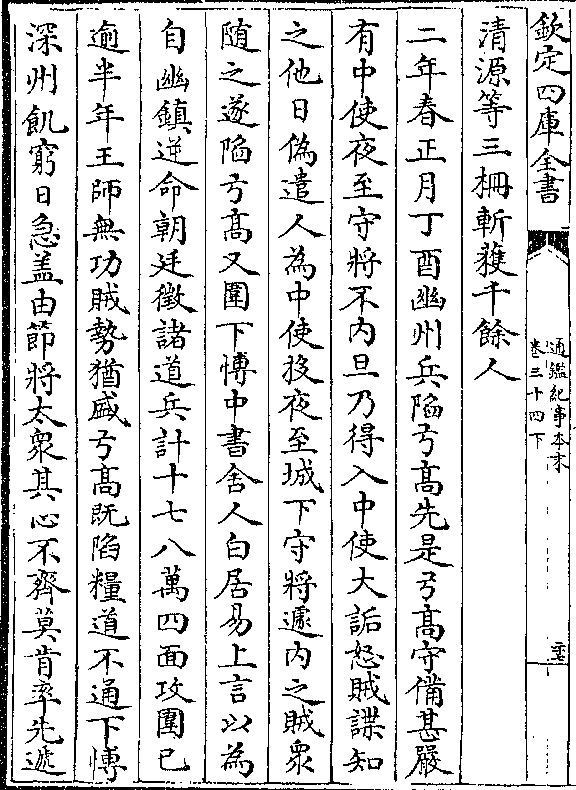 欽定四庫全書
通鑑紀事本末
卷三十四下
清源等三柵斬獲千餘人
二年春正月丁酉幽州兵陷弓高先是弓高守備甚嚴
有中使夜至守將不内旦乃得入中使大詬怒賊諜知
之他日偽遣人為中使投夜至城下守將遽内之賊衆
随之遂陥弓高又圍下愽中書舍人白居易上言以為
自幽鎮逆命朝廷徴諸道兵計十七八萬四面攻圍已
逾半年王師無功賊勢猶盛弓高既陷糧道不通下愽
深州飢窮日急盖由節將太衆其心不齊莫肯率先遞